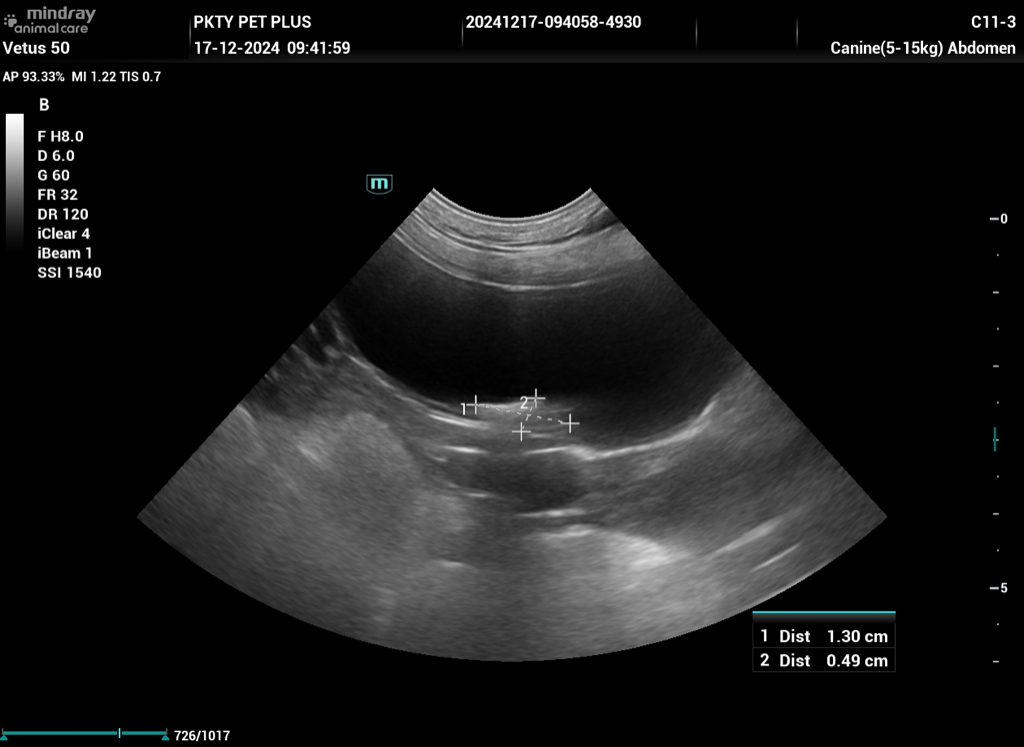 mindray
animalcare
PKTY PET PLUS
20241217-094058-4930
C11-3
Vetus 50
17-12-2024 09:41:59
Canine(5-15kg) Abdomen
AP 93.33% MI 1.22 TIS 0.7
B
F H8.0
D 6.0
G 60
FR 32
DR 120
iClear 4
iBeam 1
SSI 1540
m
0
1
2
5
1 Dist 1.30 cm
2 Dist 0.49 cm
726/1017